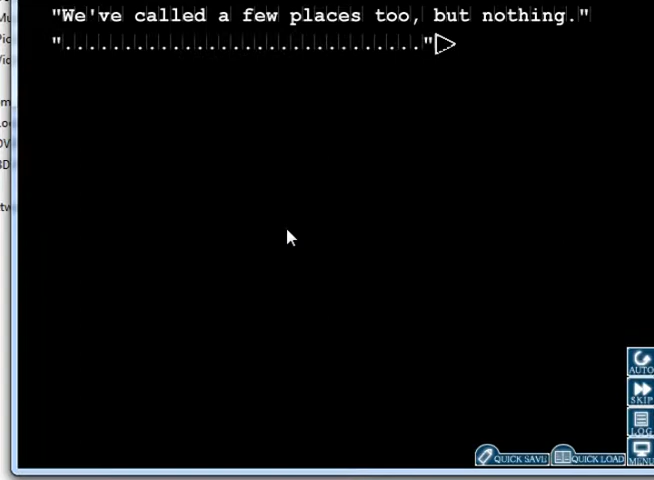 "We've called a few places too, but nothing."
".............................."
AUTO
SKIP
LOG
QUICK SAVE
QUICK LOAD
MENU